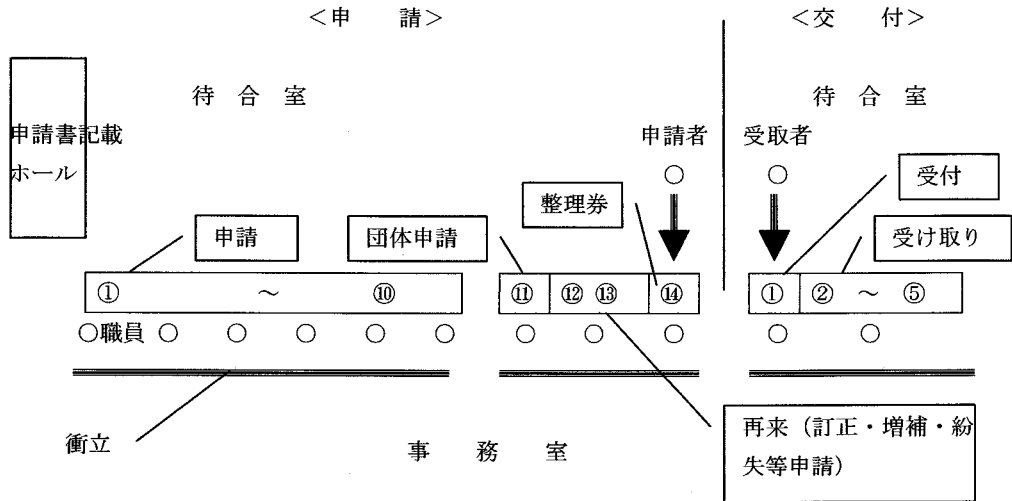 ＜申　　請＞
＜交　　付＞
待　合　室
待　合　室
申請書記載
ホール
申請者
受取者
○
○
受付
整理券
申請
団体申請
受け取り
①　～　⑩
⑪
⑫ ⑬
⑭
①
②　～　⑤
○職員　○　○　○　○　○
○　○　○
○　○
衝立
事　務　室
再来（訂正・増補・紛
失等申請）